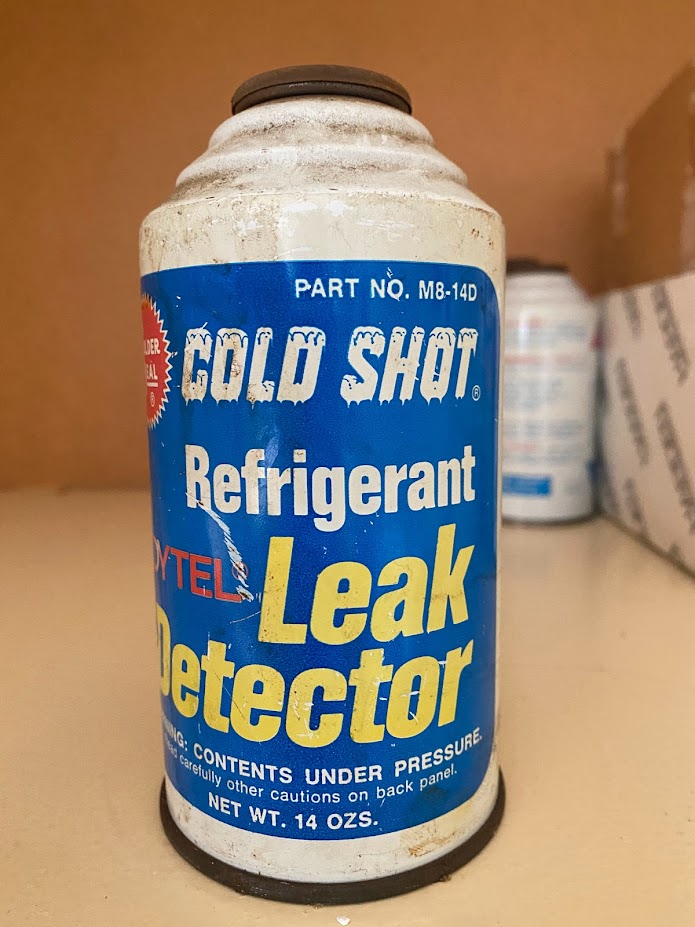 PART NO. M8-14D
COLD SHOT®
Refrigerant
Leak
Detector
CONTENTS UNDER PRESSURE.
carefully other cautions on back panel.
NET WT. 14 OZS.